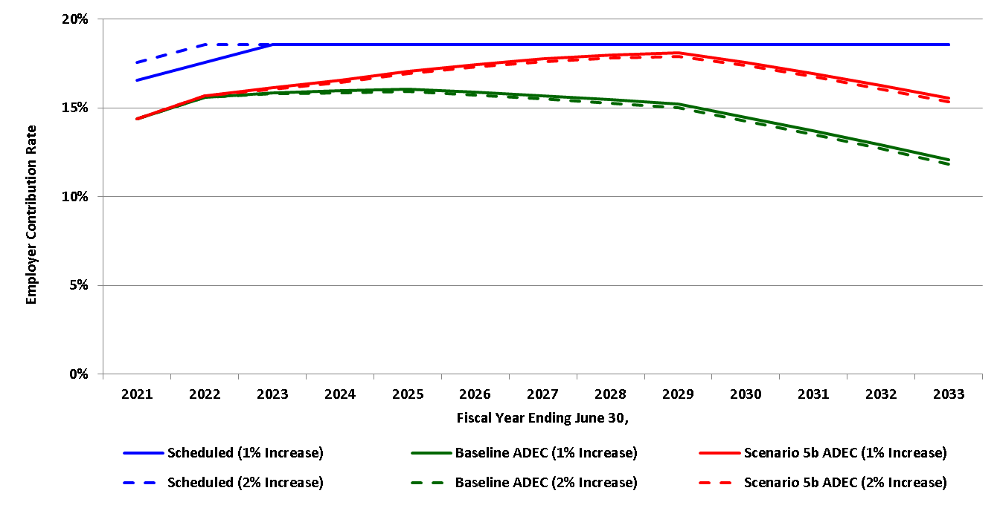 20%
15%
10%
5%
0%
Employer Contribution Rate
2021 2022 2023 2024 2025 2026 2027 2028 2029 2030 2031 2032 2033
Fiscal Year Ending June 30,
Scheduled (1% Increase) Baseline ADEC (1% Increase) Scenario 5b ADEC (1% Increase)
Scheduled (2% Increase) Baseline ADEC (2% Increase) Scenario 5b ADEC (2% Increase)